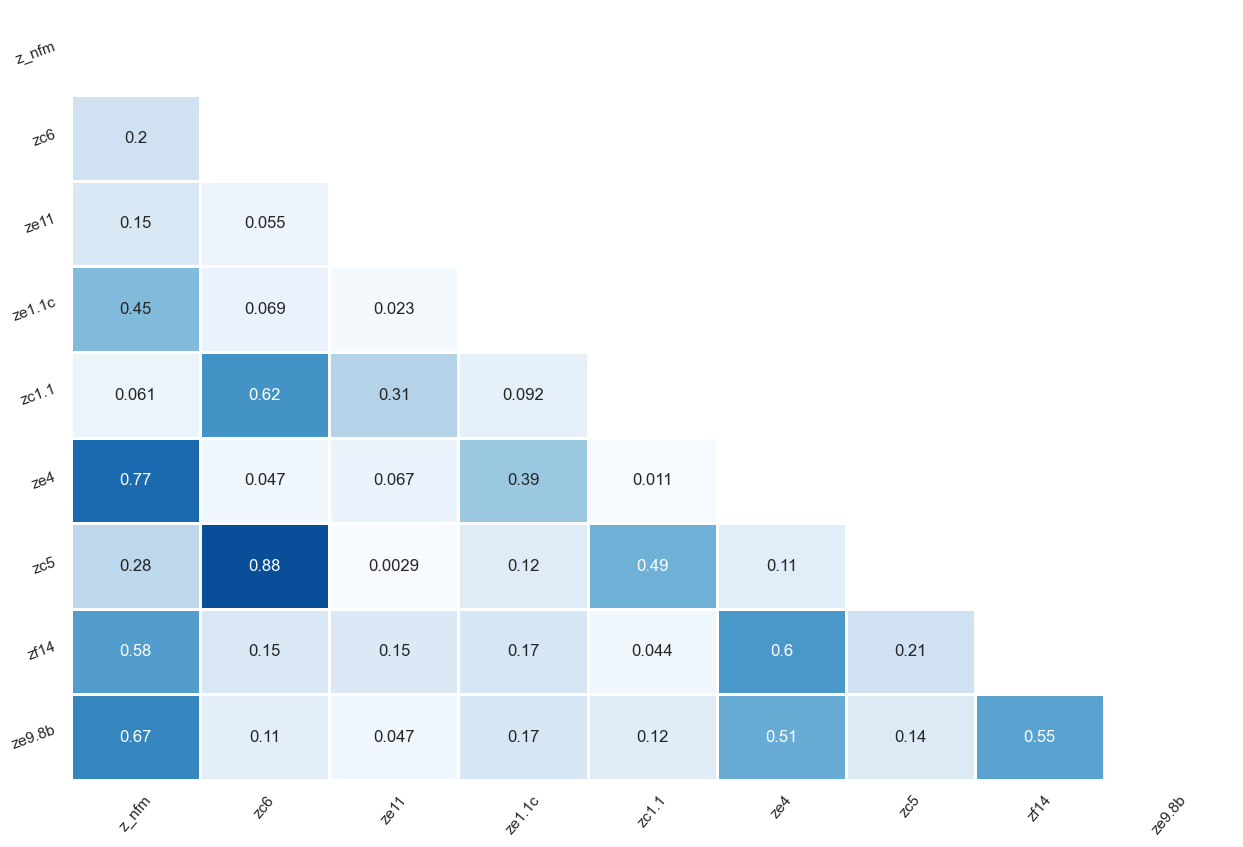 z_nfm
zc6 0.2
ze11 0.15 0.055
ze1.1c 0.45 0.069 0.023
zc1.1 0.061 0.62 0.31 0.092
ze4 0.77 0.047 0.067 0.39 0.011
zc5 0.28 0.88 0.0029 0.12 0.49 0.11
zf14 0.58 0.15 0.15 0.17 0.044 0.6 0.21
ze9.8b 0.67 0.11 0.047 0.17 0.12 0.51 0.14 0.55
z_nfm zc6 ze11 ze1.1c zc1.1 ze4 zc5 zf14 ze9.8b